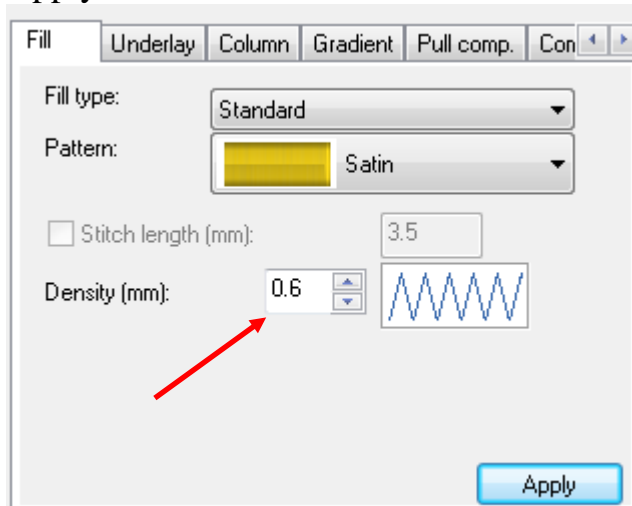 Fill Underlay Column Gradient Pull comp. Con
Fill type: Standard
Pattern: Satin
Stitch length (mm): 3.5
Density (mm): 0.6
Apply